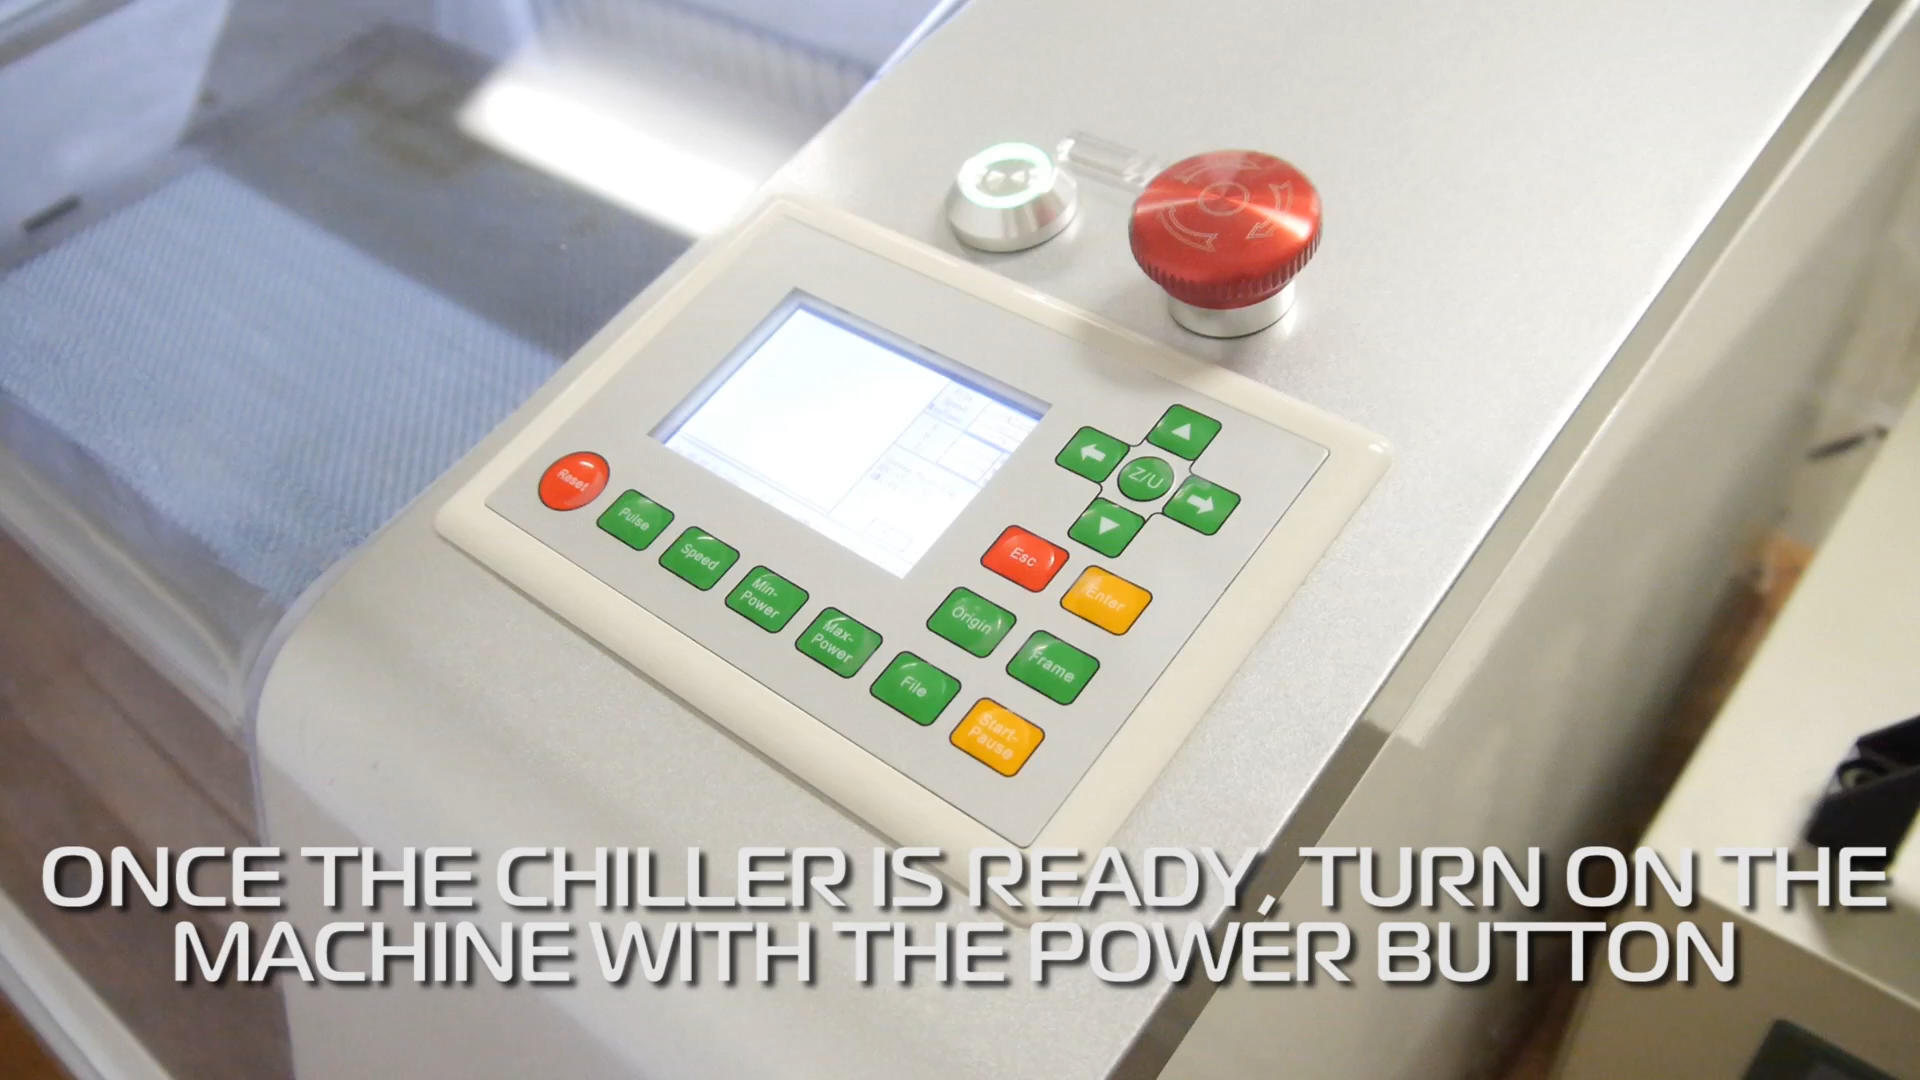 Z/U
Reset
Pulse
Speed
Min-
Power
Max-
Power
File
Esc
Enter
Origin
Frame
Start-
Pause
ONCE THE CHILLER IS READY, TURN ON THE
MACHINE WITH THE POWER BUTTON